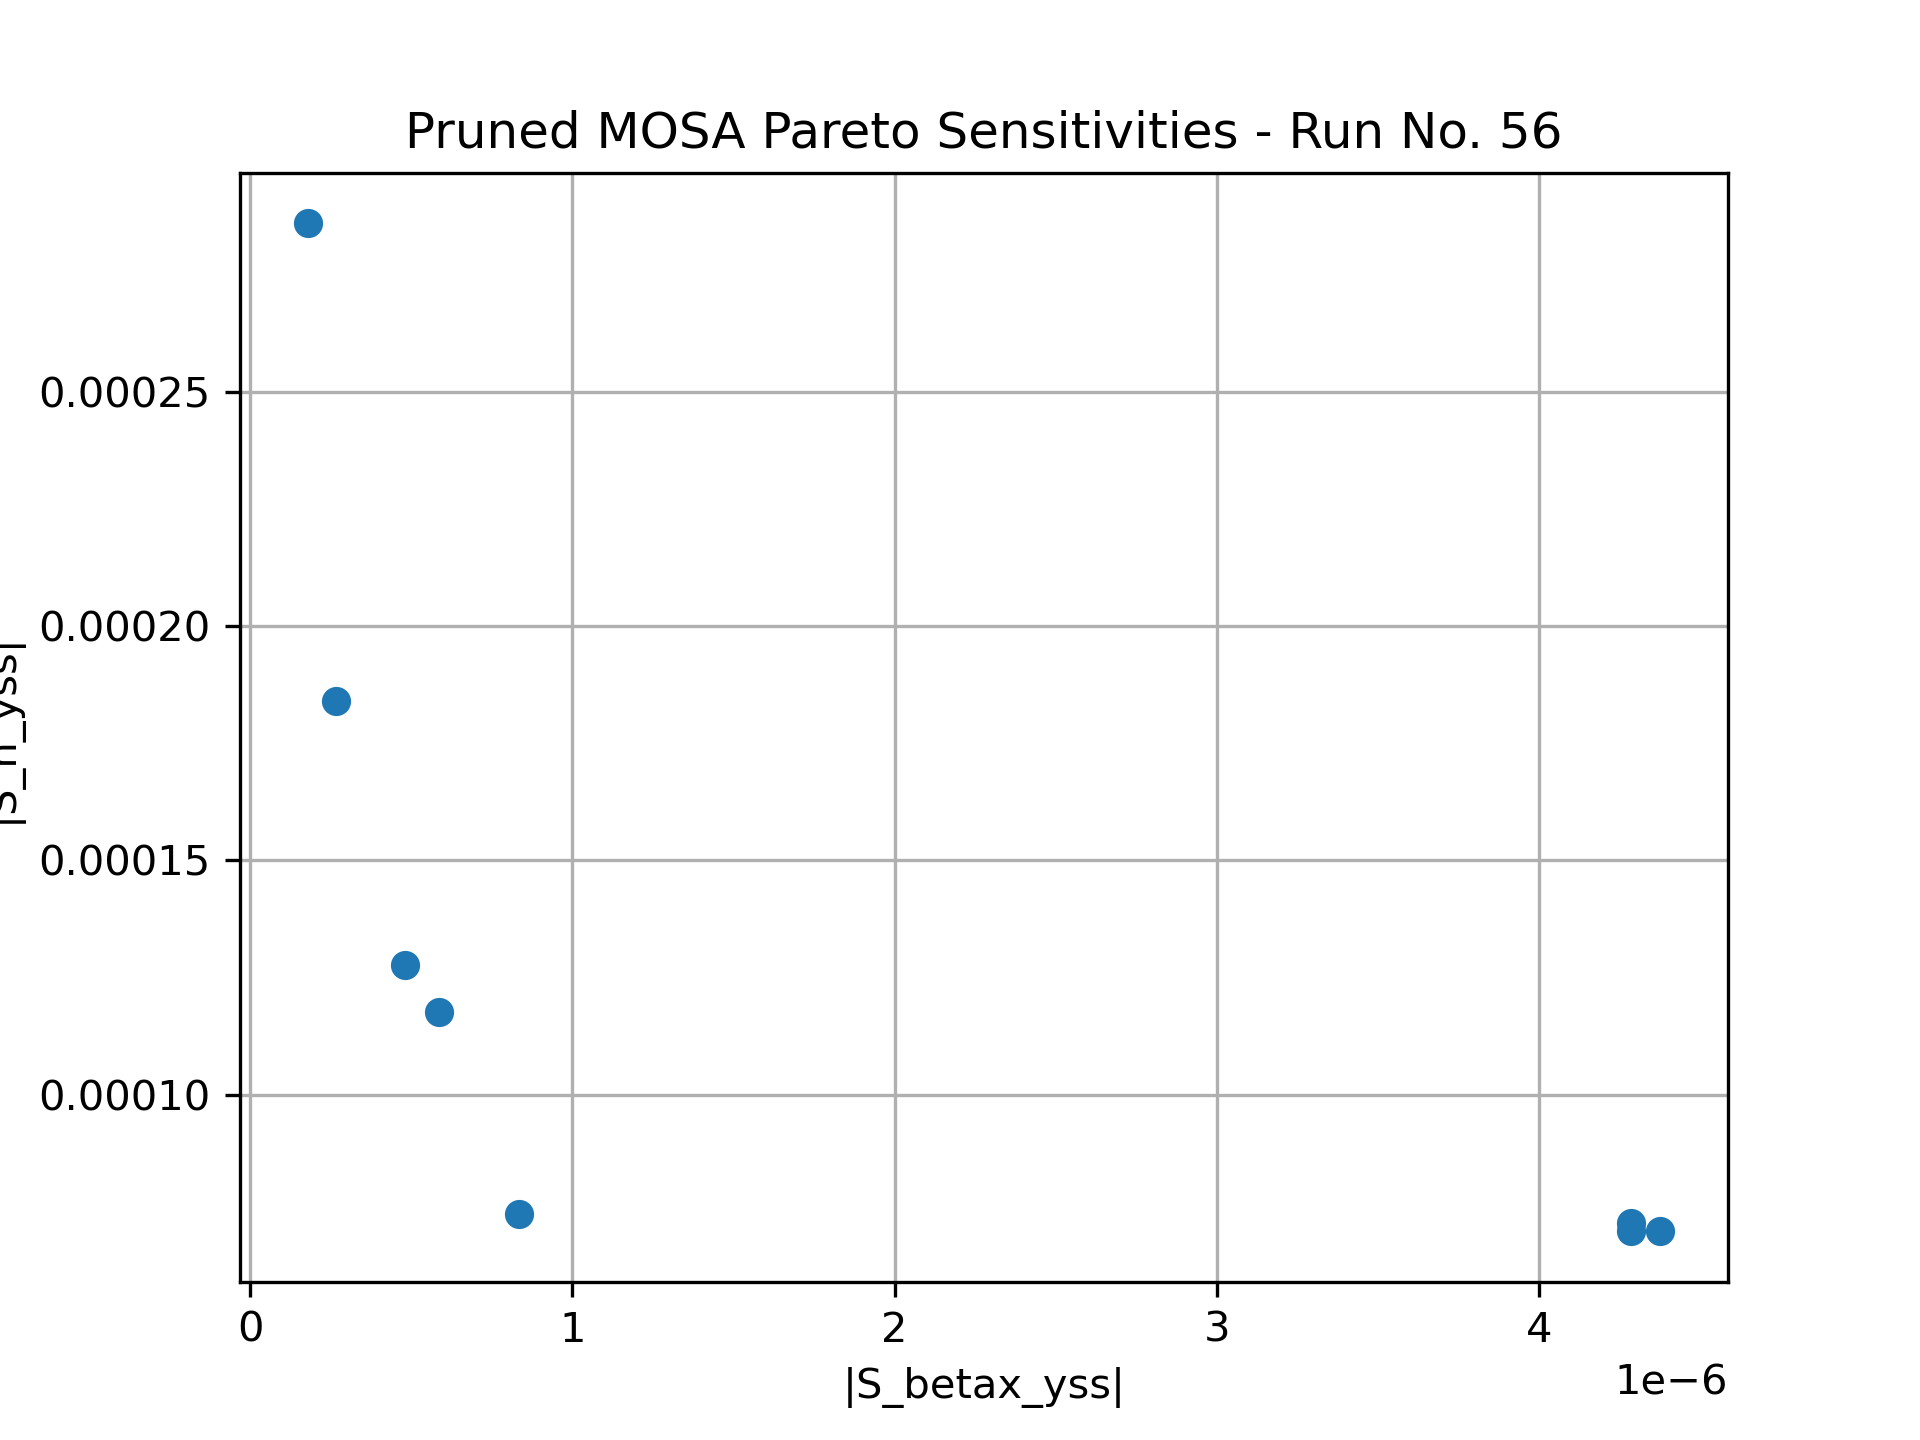 Pruned MOSA Pareto Sensitivities - Run No. 56
0.00025
0.00020
0.00015
0.00010
0 1 2 3 4
1e−6
|S_betax_yss|